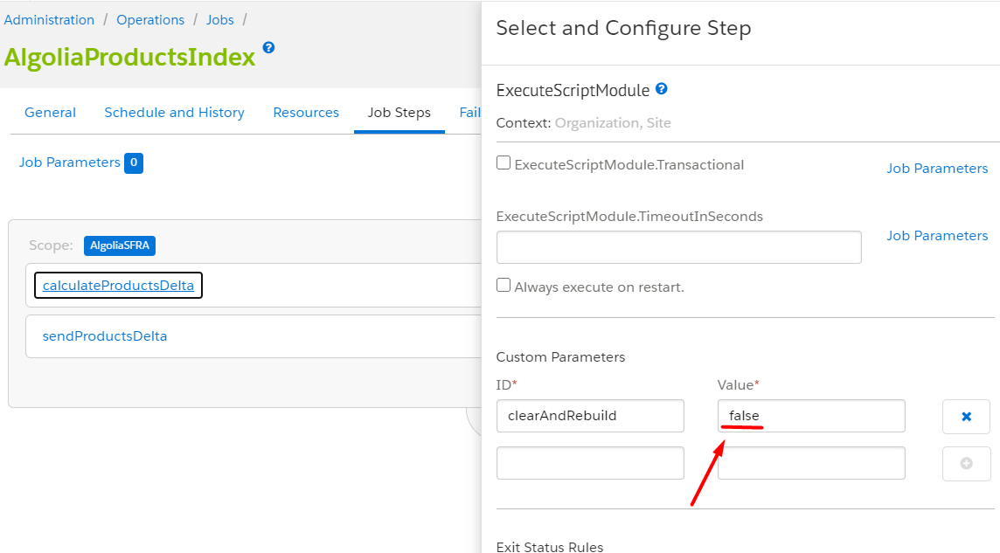 Administration / Operations / Jobs /
AlgoliaProductsIndex ?
General Schedule and History Resources Job Steps Fail
Job Parameters 0
Scope: AlgoliaSFRA
calculateProductsDelta
sendProductsDelta
Select and Configure Step
ExecuteScriptModule ?
Context: Organization, Site
ExecuteScriptModule.Transactional Job Parameters
ExecuteScriptModule.TimeoutInSeconds
Job Parameters
Always execute on restart.
Custom Parameters
ID* Value*
clearAndRebuild false
Exit Status Rules